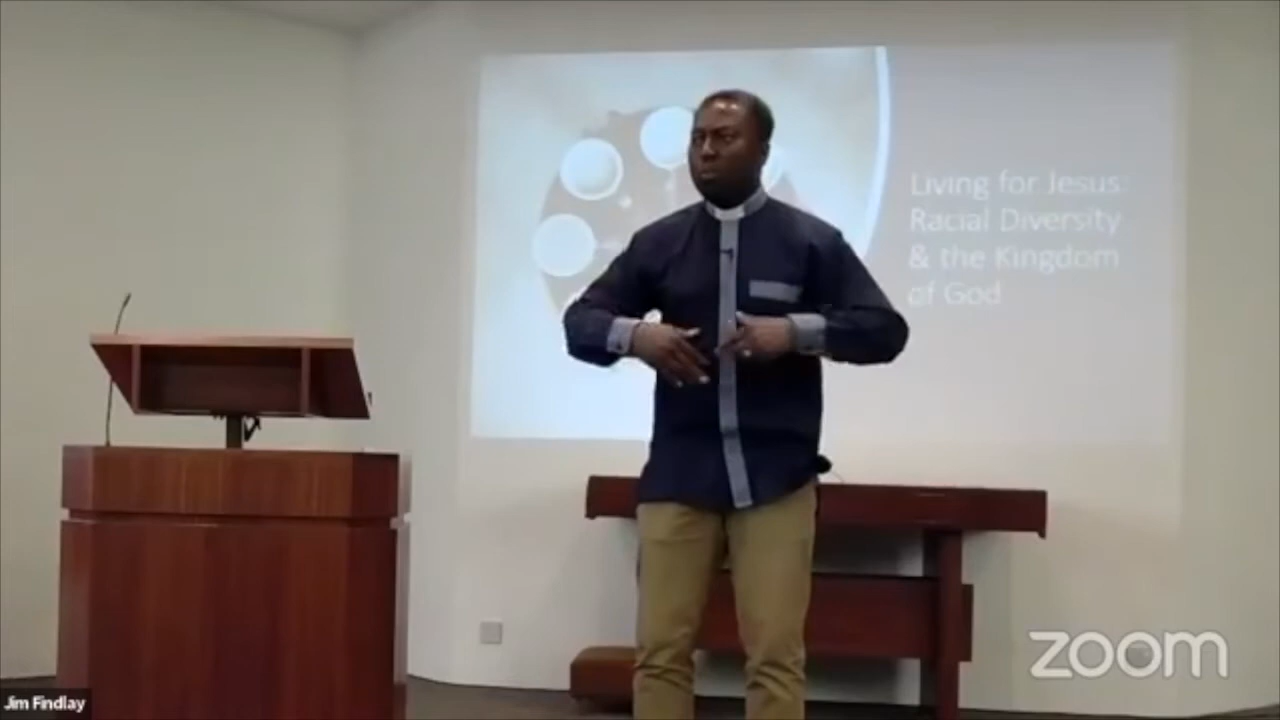 Living for Jesus:
Racial Diversity
& the Kingdom
of God
zoom
Jim Findlay